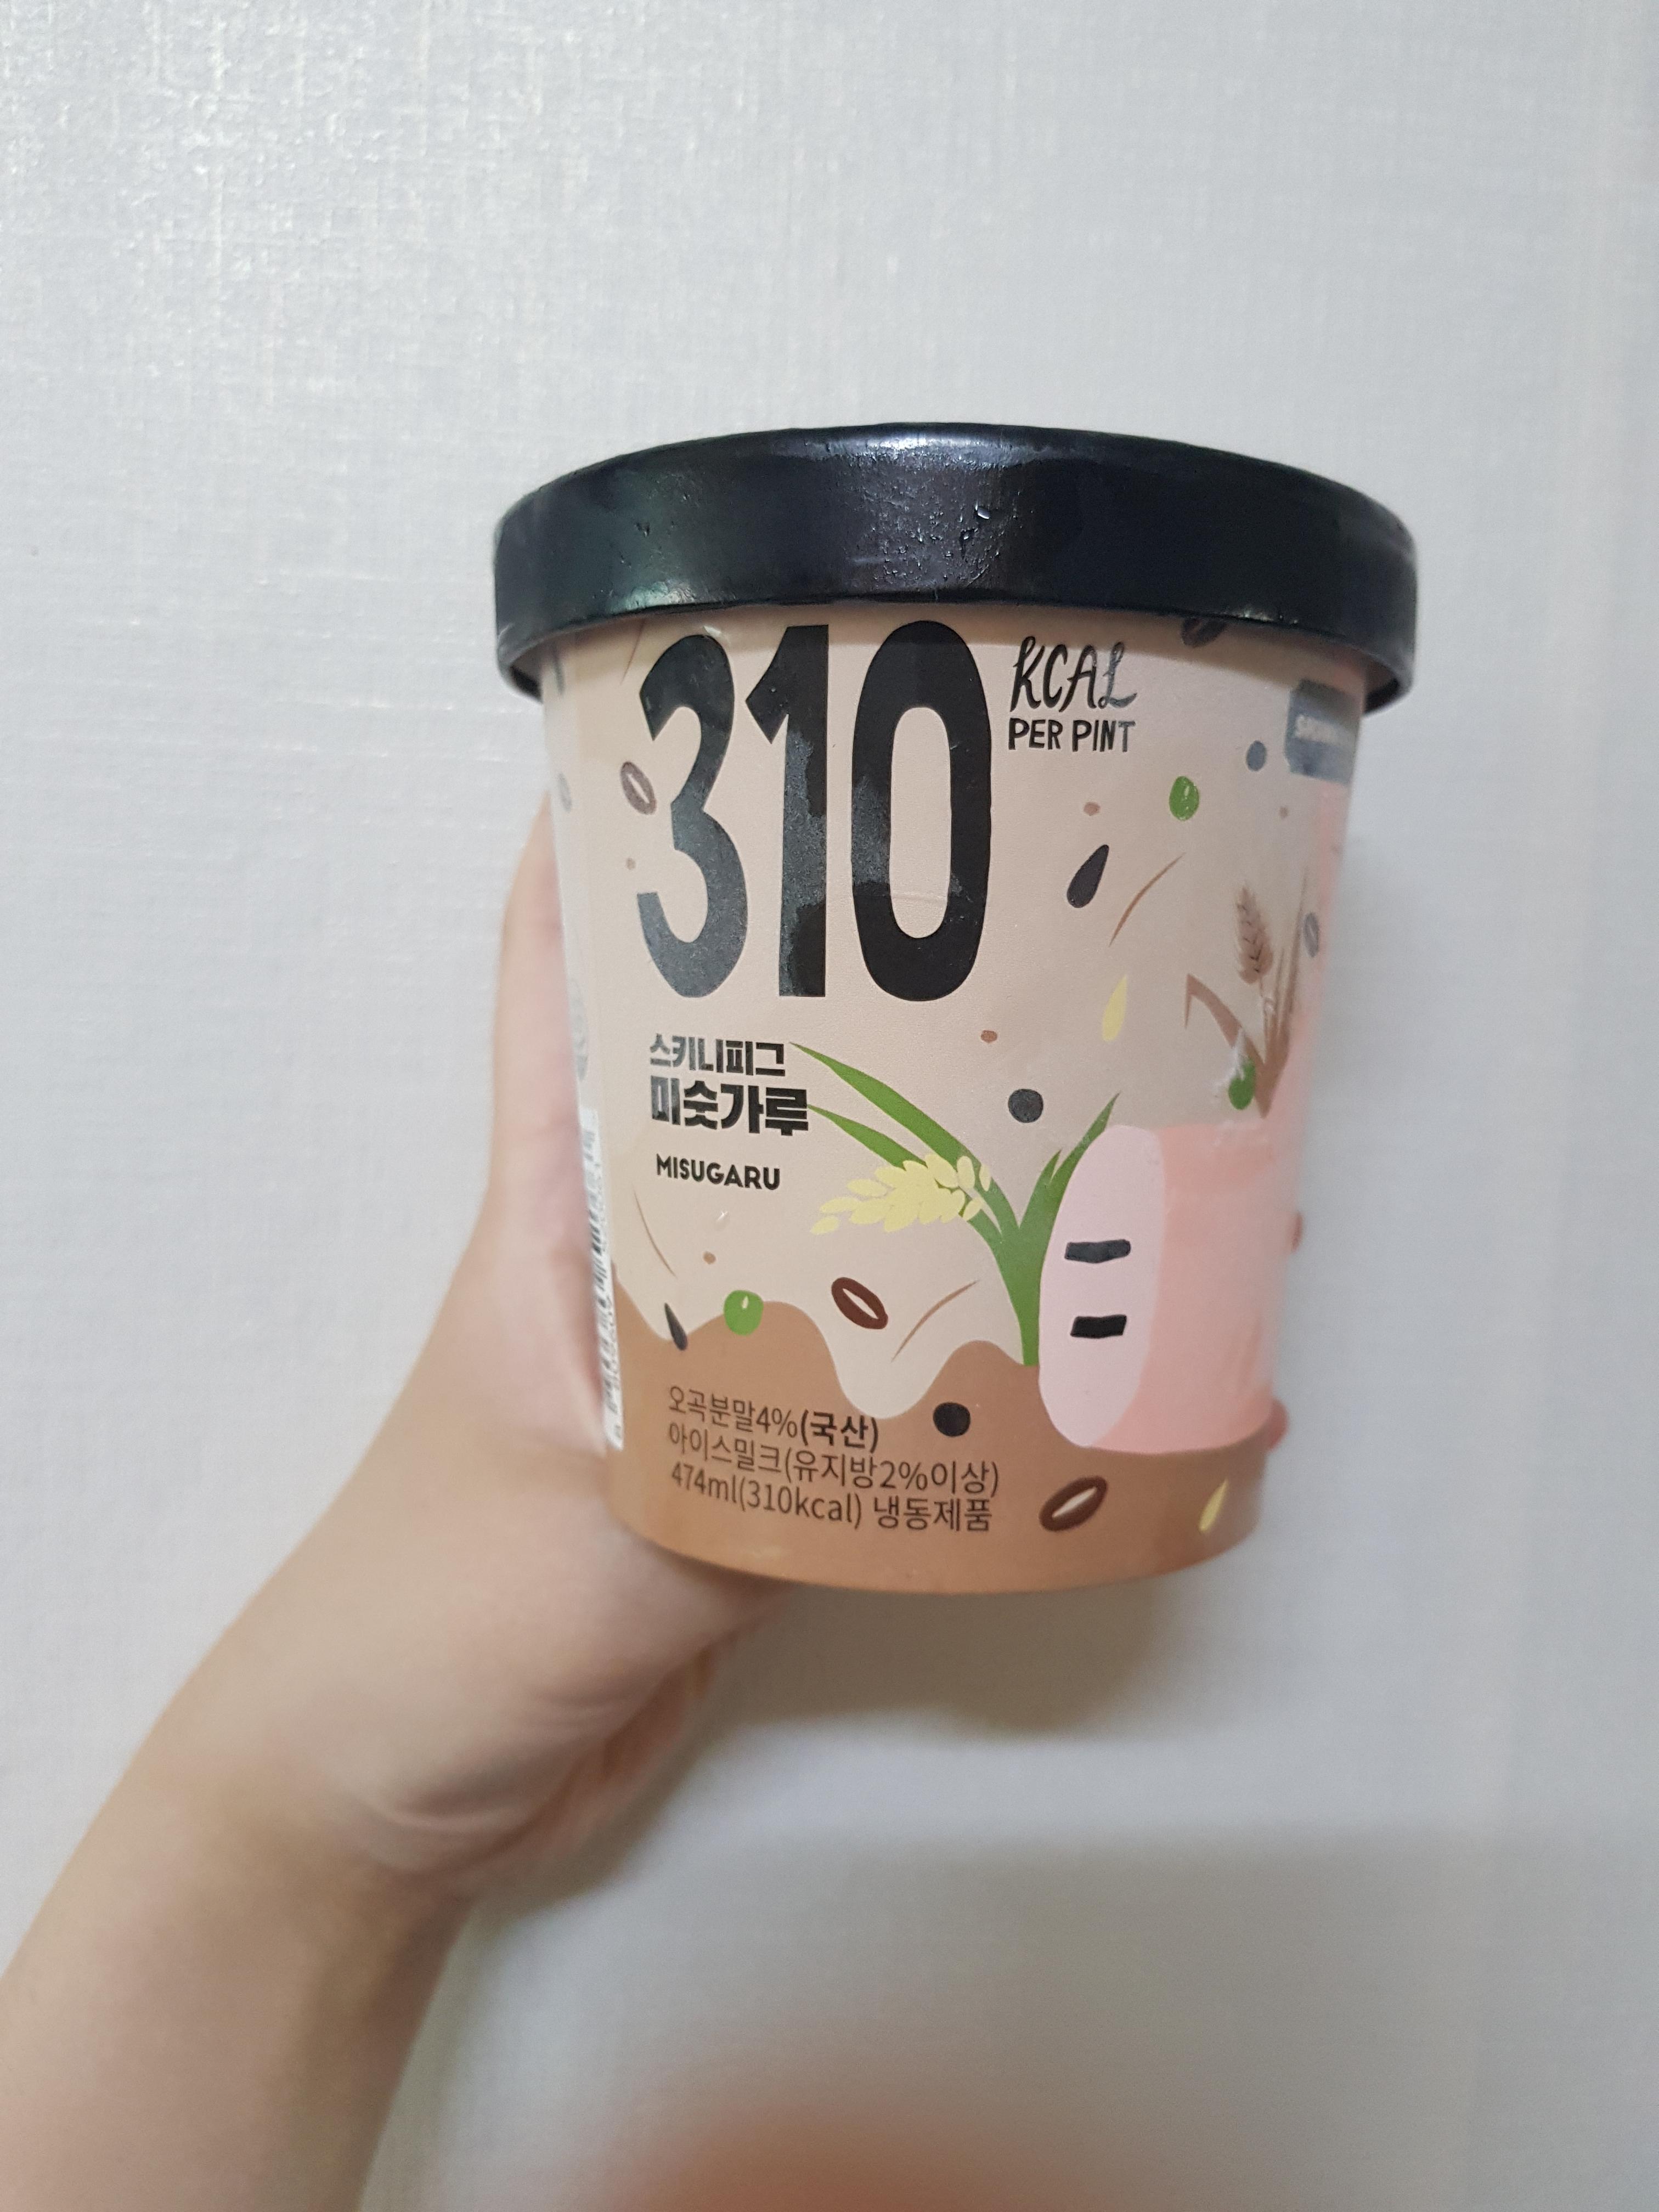 310
KCAL
PER PINT
스키니피그
미숫가루
MISUGARU
오곡분말4%(국산)
아이스밀크(유지방2%이상)
474ml(310kcal) 냉동제품